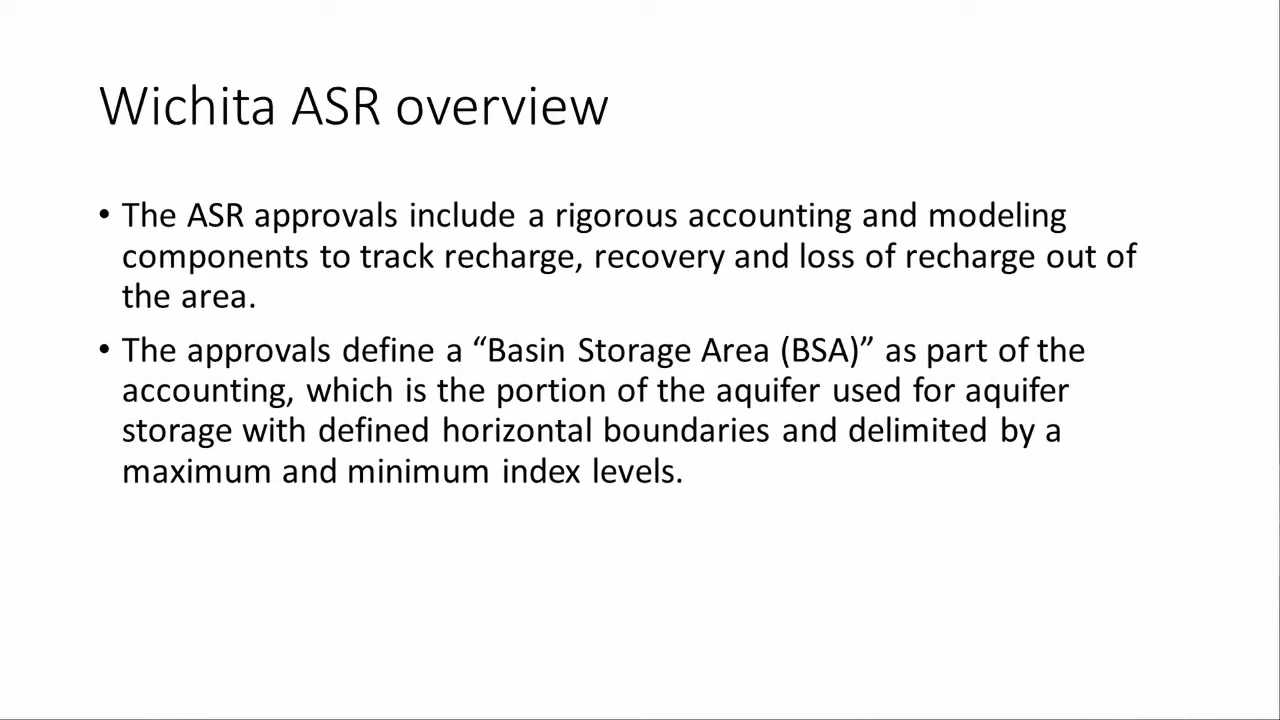 Wichita ASR overview
• The ASR approvals include a rigorous accounting and modeling
components to track recharge, recovery and loss of recharge out of
the area.
• The approvals define a “Basin Storage Area (BSA)” as part of the
accounting, which is the portion of the aquifer used for aquifer
storage with defined horizontal boundaries and delimited by a
maximum and minimum index levels.